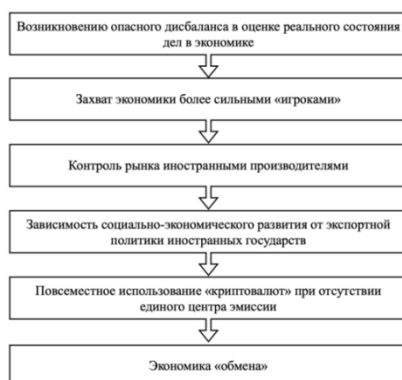 Возникновению опасного дисбаланса в оценке реального состояния
дел в экономике
Захват экономики более сильными «игроками»
Контроль рынка иностранными производителями
Зависимость социально-экономического развития от экспортной
политики иностранных государств
Повсеместное использование «криптовалют» при отсутствии
единого центра эмиссии
Экономика «обмена»